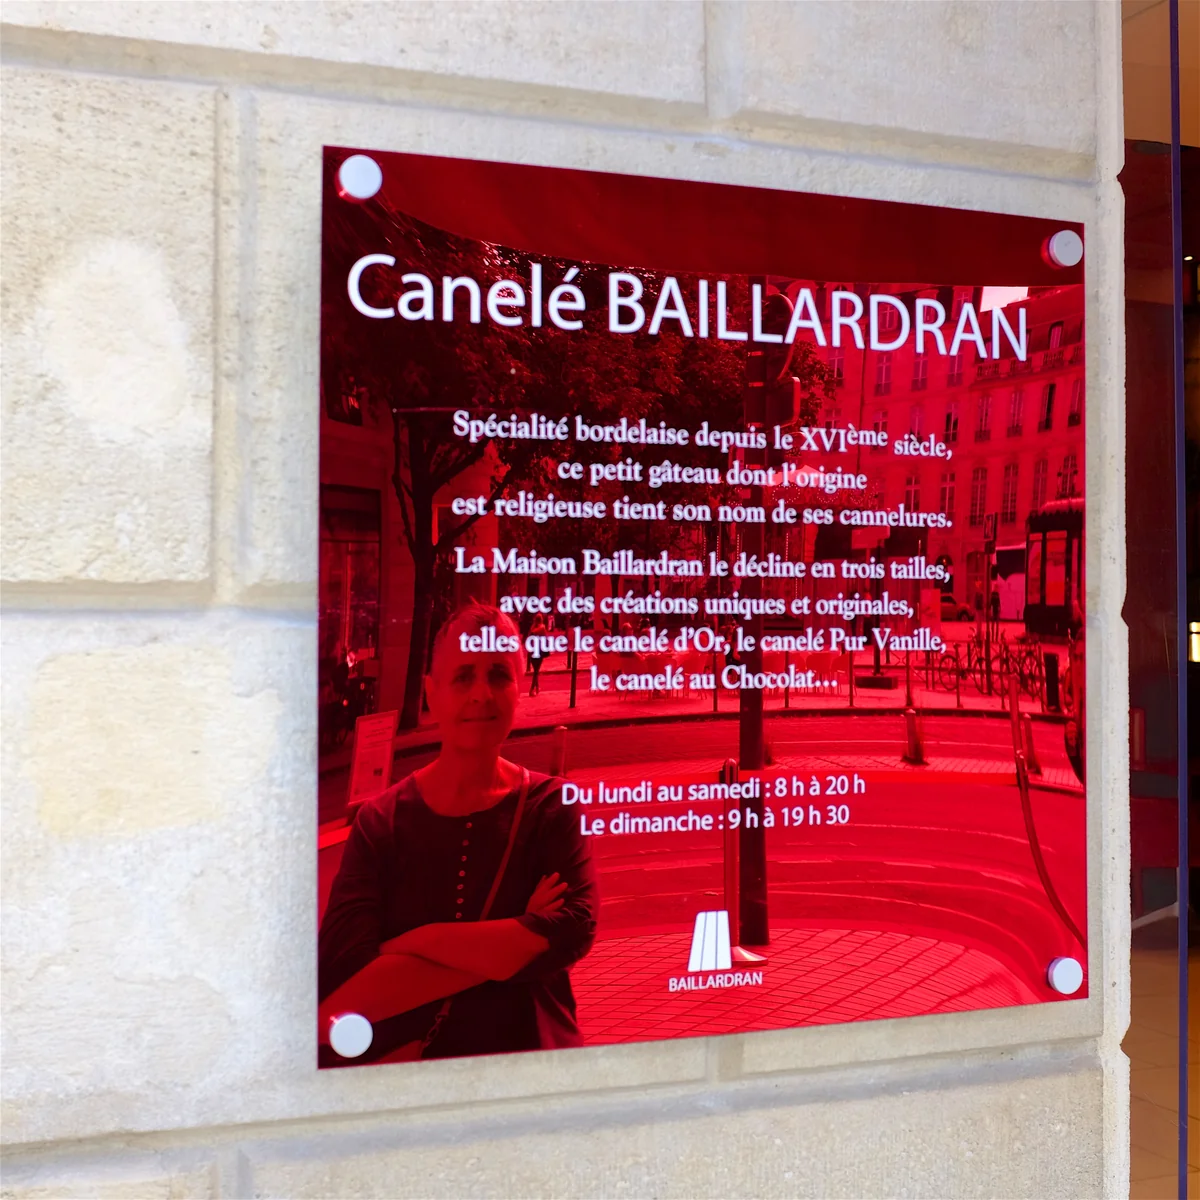 Canelé BAILLARDRAN
Spécialité bordelaise depuis le XVIème siècle,
ce petit gâteau dont l'origine
est religieuse tient son nom de ses cannelures.
La Maison Baillardran le décline en trois tailles,
avec des créations uniques et originales,
telles que le canelé d'Or, le canelé Pur Vanille,
le canelé au Chocolat...
Du lundi au samedi : 8 h à 20 h
Le dimanche : 9 h à 19 h 30
BAILLARDRAN